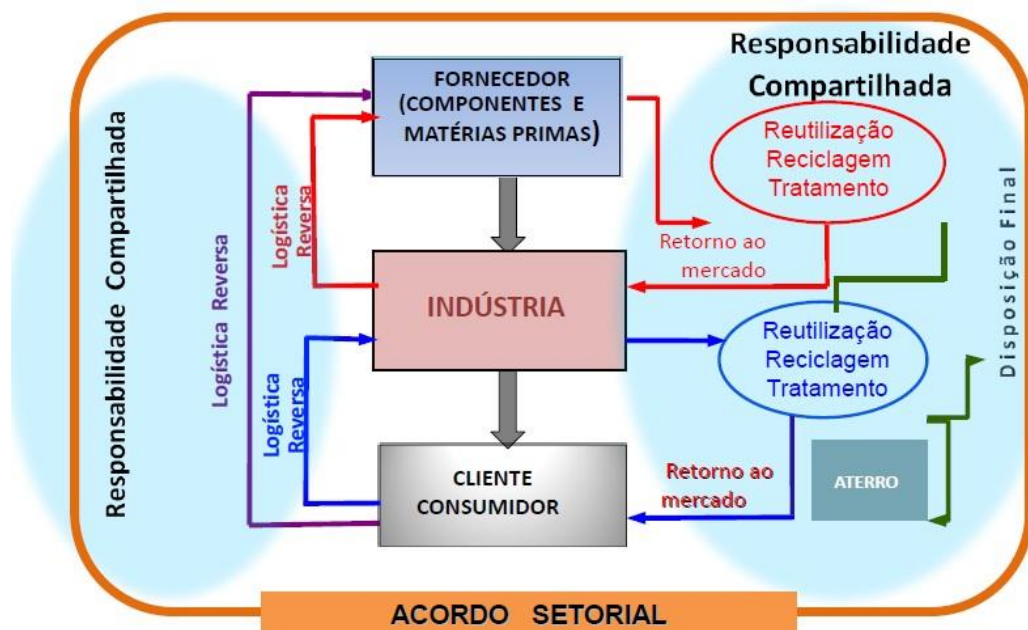 Responsabilidade
Compartilhada
FORNECEDOR
(COMPONENTES E
MATÉRIAS PRIMAS)
Reutilização
Reciclagem
Tratamento
Responsabilidade Compartilhada
Logística Reversa
Logística
Reversa
Retorno ao
mercado
Disposição Final
INDÚSTRIA
Reutilização
Reciclagem
Tratamento
Logística
Reversa
CLIENTE
CONSUMIDOR
Retorno ao
mercado
ATERRO
ACORDO SETORIAL